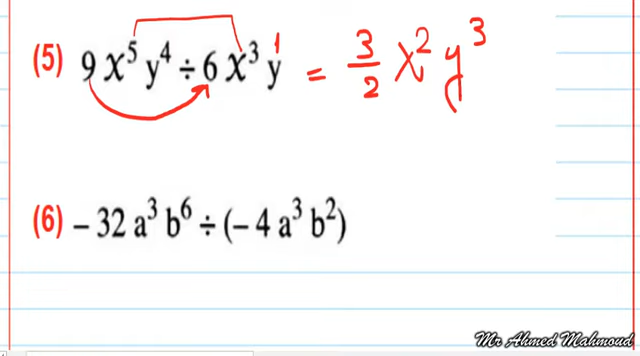 (5) 9x⁵y⁴ ÷ 6x³y¹ = 3/2 x² y³
(6) – 32 a³ b⁶ ÷ (– 4 a³ b²)
Mr Ahmed Mahmoud